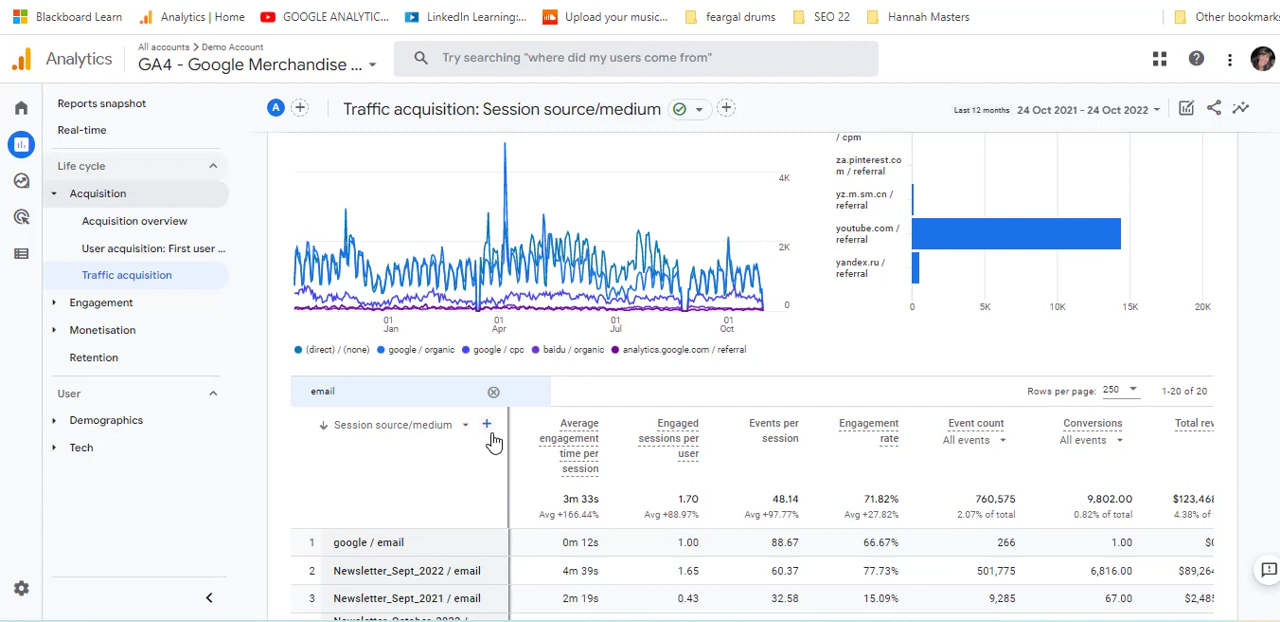 Blackboard Learn
Analytics | Home
GOOGLE ANALYTIC...
LinkedIn Learning:...
Upload your music...
feargal drums
SEO 22
Hannah Masters
Other bookmarks
Analytics
All accounts > Demo Account
GA4 - Google Merchandise ...
Try searching "where did my users come from"
Reports snapshot
Real-time
Life cycle
Acquisition
Acquisition overview
User acquisition: First user ...
Traffic acquisition
Engagement
Monetisation
Retention
User
Demographics
Tech
A
Traffic acquisition: Session source/medium
Last 12 months 24 Oct 2021 - 24 Oct 2022
4K
2K
0
01 Jan
01 Apr
01 Jul
01 Oct
(direct) / (none)
google / organic
google / cpc
baidu / organic
analytics.google.com / referral
/ cpm
za.pinterest.co
m / referral
yz.m.sm.cn /
referral
youtube.com /
referral
yandex.ru /
referral
0 5K 10K 15K 20K
email
Rows per page: 250 1-20 of 20
Session source/medium
Average engagement time per session
Engaged sessions per user
Events per session
Engagement rate
Event count All events
Conversions All events
Total rev
3m 33s 1.70 48.14 71.82% 760,575 9,802.00 $123,468
Avg +166.44% Avg +88.97% Avg +97.77% Avg +27.82% 2.07% of total 0.82% of total 4.38% of
1 google / email 0m 12s 1.00 88.67 66.67% 266 1.00 $0
2 Newsletter_Sept_2022 / email 4m 39s 1.65 60.37 77.73% 501,775 6,816.00 $89,264
3 Newsletter_Sept_2021 / email 2m 19s 0.43 32.58 15.09% 9,285 67.00 $2,485